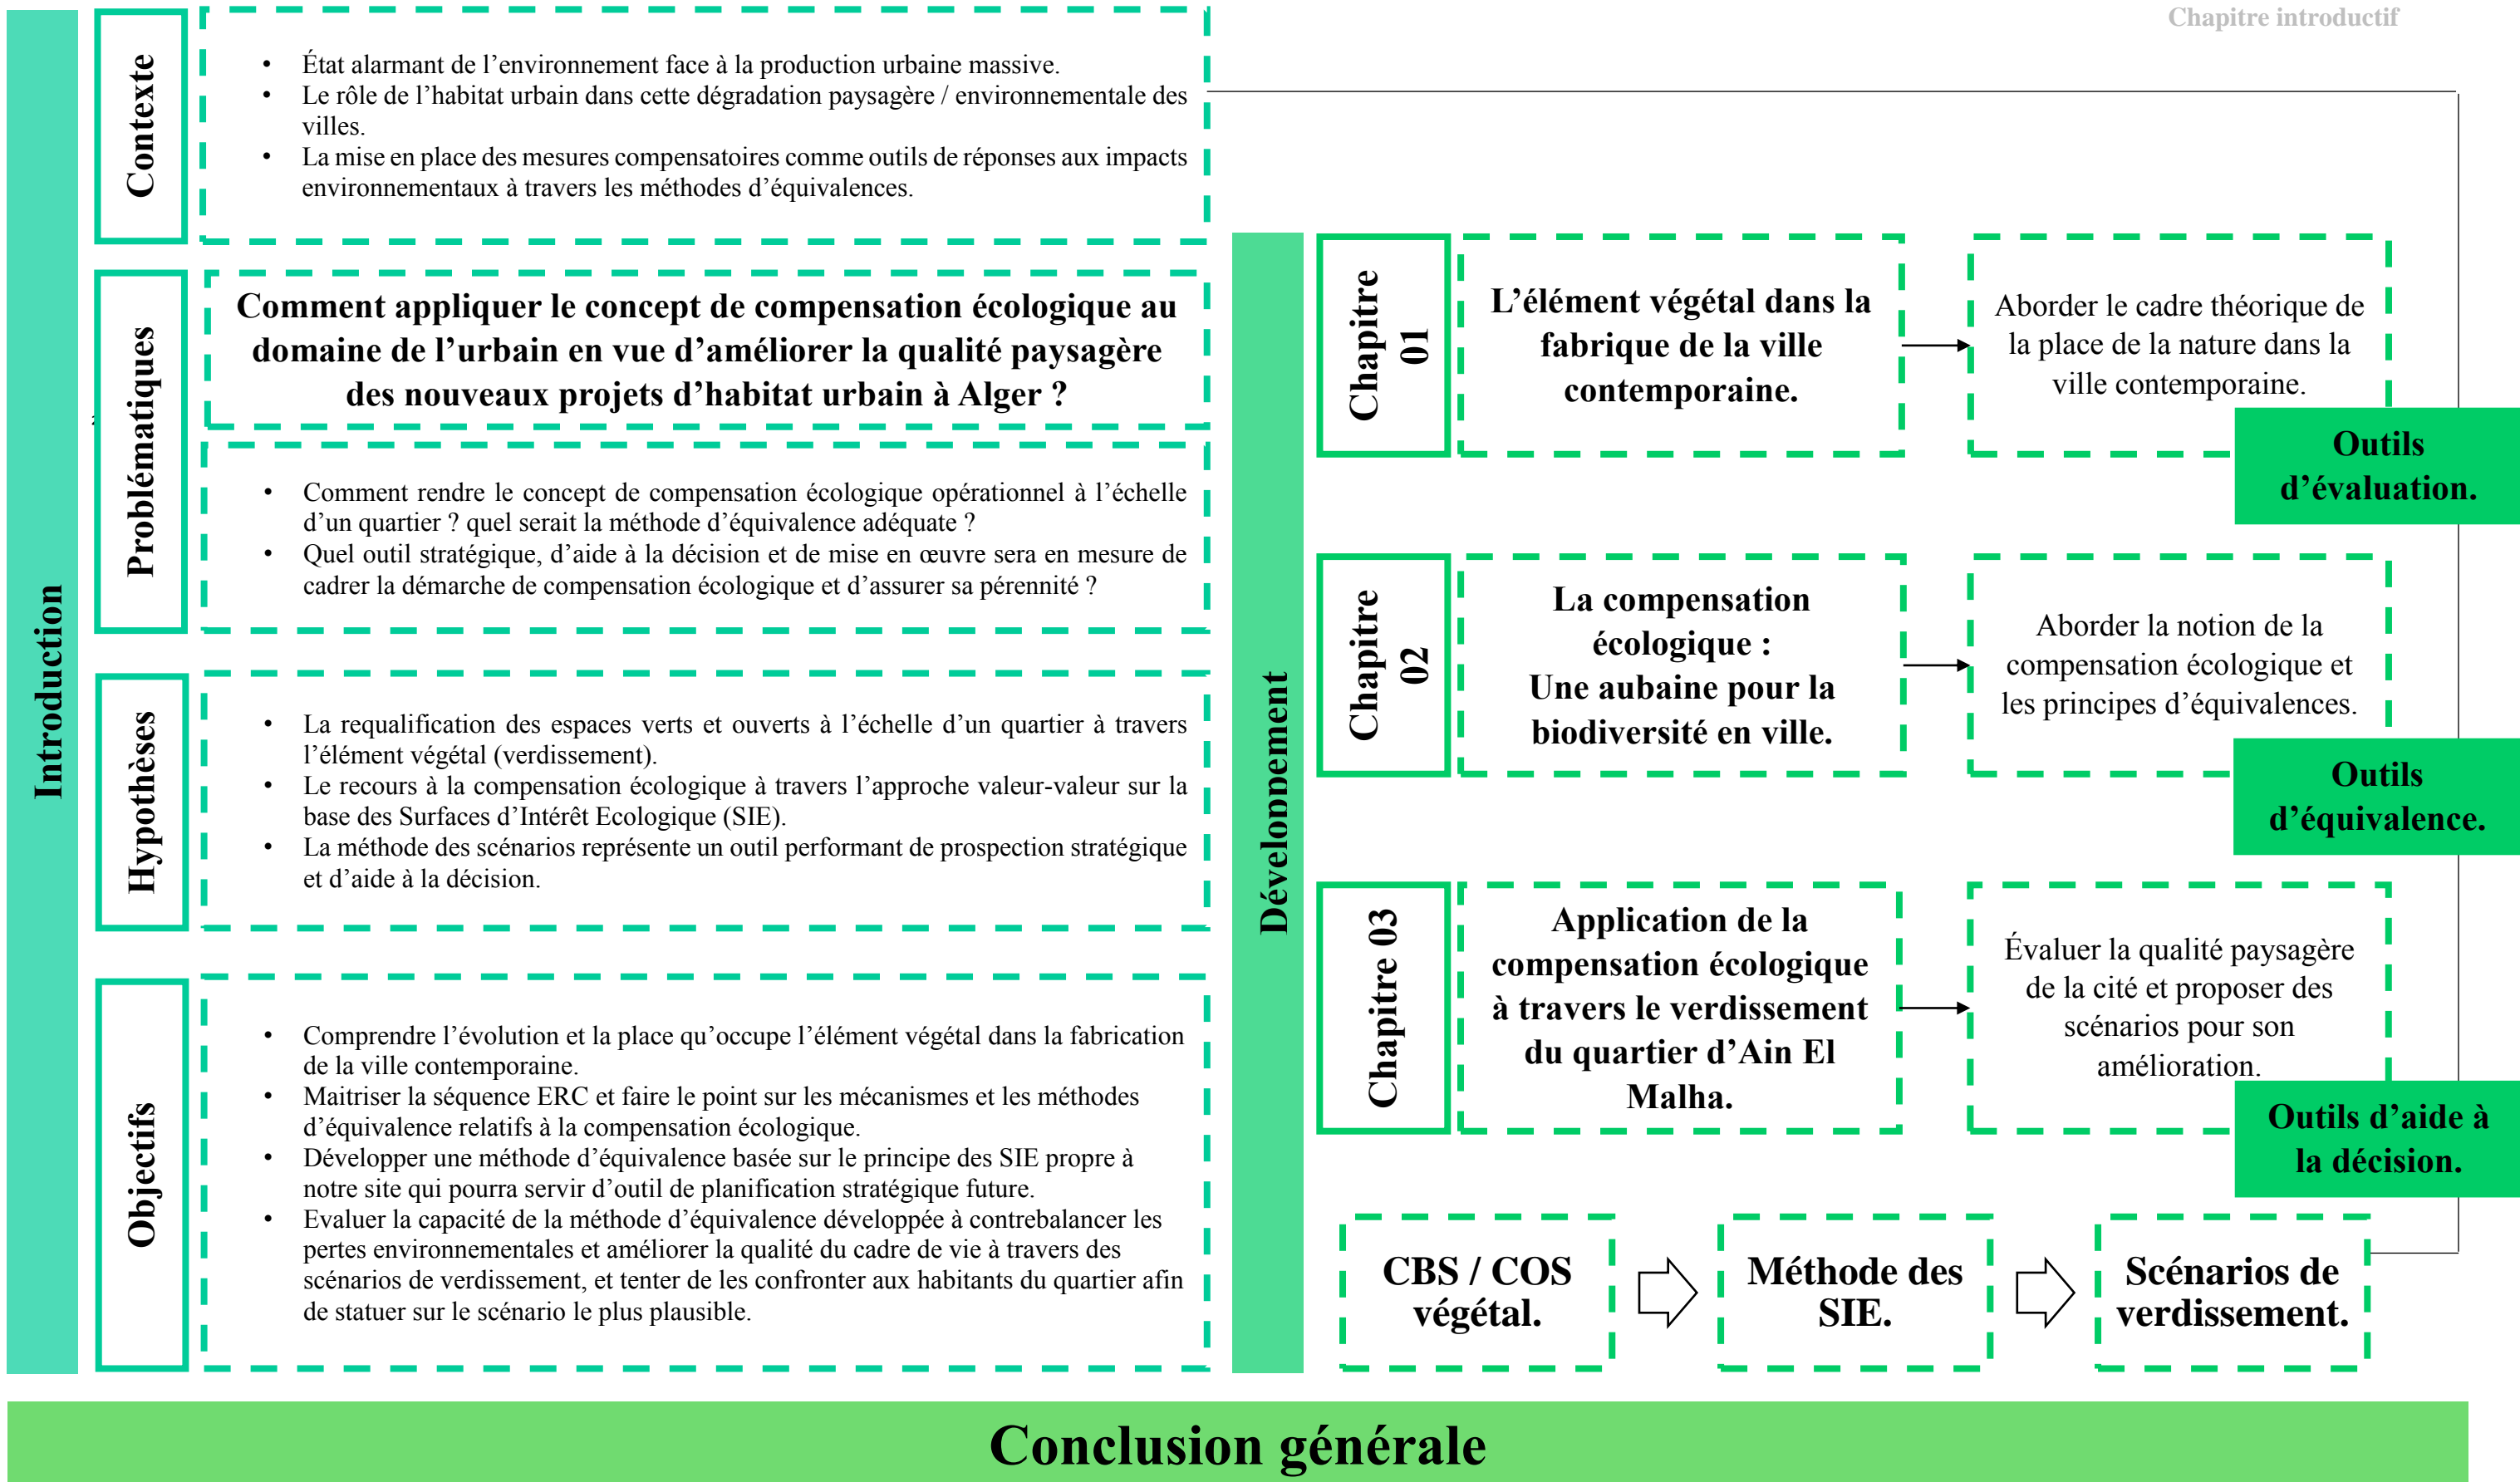 Chapitre introductif
Introduction
Contexte
• État alarmant de l’environnement face à la production urbaine massive.
• Le rôle de l’habitat urbain dans cette dégradation paysagère / environnementale des
villes.
• La mise en place des mesures compensatoires comme outils de réponses aux impacts
environnementaux à travers les méthodes d’équivalences.
Problématiques
Comment appliquer le concept de compensation écologique au
domaine de l’urbain en vue d’améliorer la qualité paysagère
des nouveaux projets d’habitat urbain à Alger ?
• Comment rendre le concept de compensation écologique opérationnel à l’échelle
d’un quartier ? quel serait la méthode d’équivalence adéquate ?
• Quel outil stratégique, d’aide à la décision et de mise en œuvre sera en mesure de
cadrer la démarche de compensation écologique et d’assurer sa pérennité ?
Hypothèses
• La requalification des espaces verts et ouverts à l’échelle d’un quartier à travers
l’élément végétal (verdissement).
• Le recours à la compensation écologique à travers l’approche valeur-valeur sur la
base des Surfaces d’Intérêt Ecologique (SIE).
• La méthode des scénarios représente un outil performant de prospection stratégique
et d’aide à la décision.
Objectifs
• Comprendre l’évolution et la place qu’occupe l’élément végétal dans la fabrication
de la ville contemporaine.
• Maitriser la séquence ERC et faire le point sur les mécanismes et les méthodes
d’équivalence relatifs à la compensation écologique.
• Développer une méthode d’équivalence basée sur le principe des SIE propre à
notre site qui pourra servir d’outil de planification stratégique future.
• Evaluer la capacité de la méthode d’équivalence développée à contrebalancer les
pertes environnementales et améliorer la qualité du cadre de vie à travers des
scénarios de verdissement, et tenter de les confronter aux habitants du quartier afin
de statuer sur le scénario le plus plausible.
Développement
Chapitre
01
L’élément végétal dans la
fabrique de la ville
contemporaine.
Aborder le cadre théorique de
la place de la nature dans la
ville contemporaine.
Outils
d’évaluation.
Chapitre
02
La compensation
écologique :
Une aubaine pour la
biodiversité en ville.
Aborder la notion de la
compensation écologique et
les principes d’équivalences.
Outils
d’équivalence.
Chapitre 03
Application de la
compensation écologique
à travers le verdissement
du quartier d’Ain El
Malha.
Évaluer la qualité paysagère
de la cité et proposer des
scénarios pour son
amélioration.
Outils d’aide à
la décision.
CBS / COS
végétal.
Méthode des
SIE.
Scénarios de
verdissement.
Conclusion générale